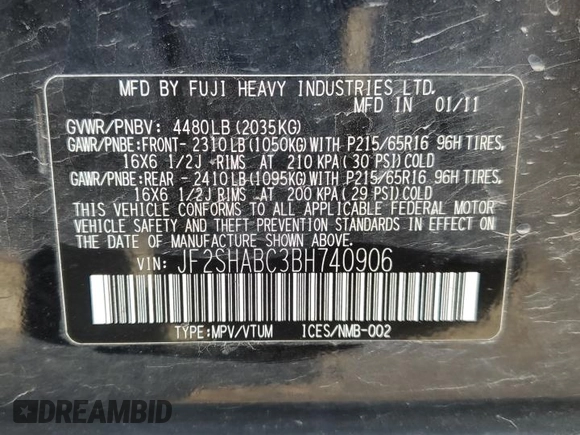 MFD BY FUJI HEAVY INDUSTRIES LTD.
MFD IN 01/11
GVWR/PNBV: 4480LB(2035KG)
GAWR/PNBE:FRONT- 2310LB(1050KG)WITH P215/65R16 96H TIRES,
16X6 1/2J RIMS AT 210 KPA(30 PSI)COLD
GAWR/PNBE:REAR - 2410LB(1095KG)WITH P215/65R16 96H TIRES,
16X6 1/2J RIMS AT 200 KPA(29 PSI)COLD
THIS VEHICLE CONFORMS TO ALL APPLICABLE FEDERAL MOTOR
VEHICLE SAFETY AND THEFT PREVENTION STANDARDS IN EFFECT ON
THE DATE OF MANUFACTURE SHOWN ABOVE.
VIN: JF2SHABC3BH740906
TYPE:MPV/VTUM ICES/NMB-002
DREAMBID